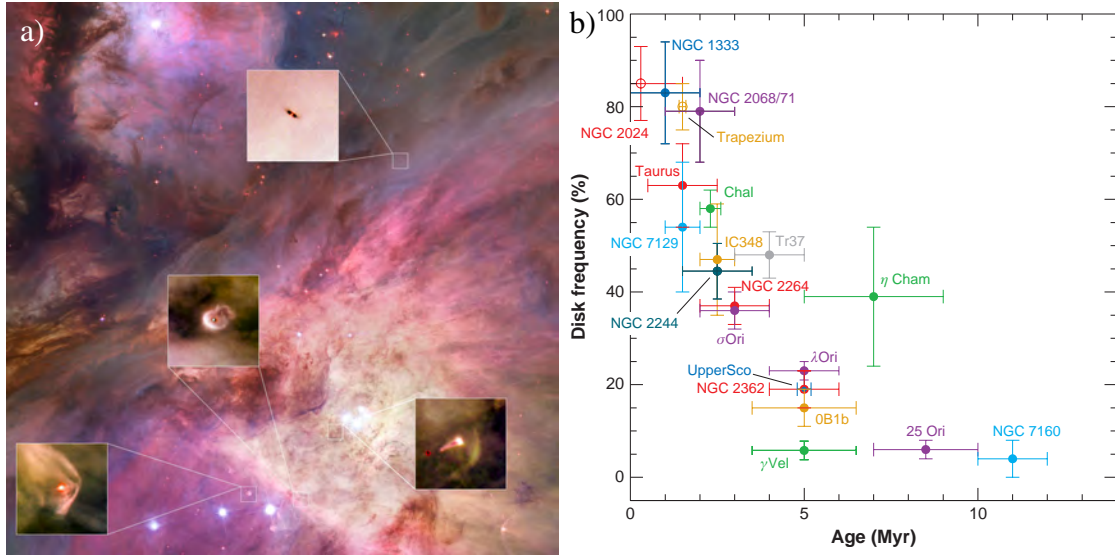 a)
b)
100
80
60
40
20
0
Disk frequency (%)
0
5
10
Age (Myr)
NGC 1333
NGC 2068/71
Trapezium
NGC 2024
Taurus
Chal
NGC 7129
IC348
Tr37
NGC 2264
η Cham
NGC 2244
σOri
λOri
UpperSco
NGC 2362
0B1b
25 Ori
NGC 7160
γVel